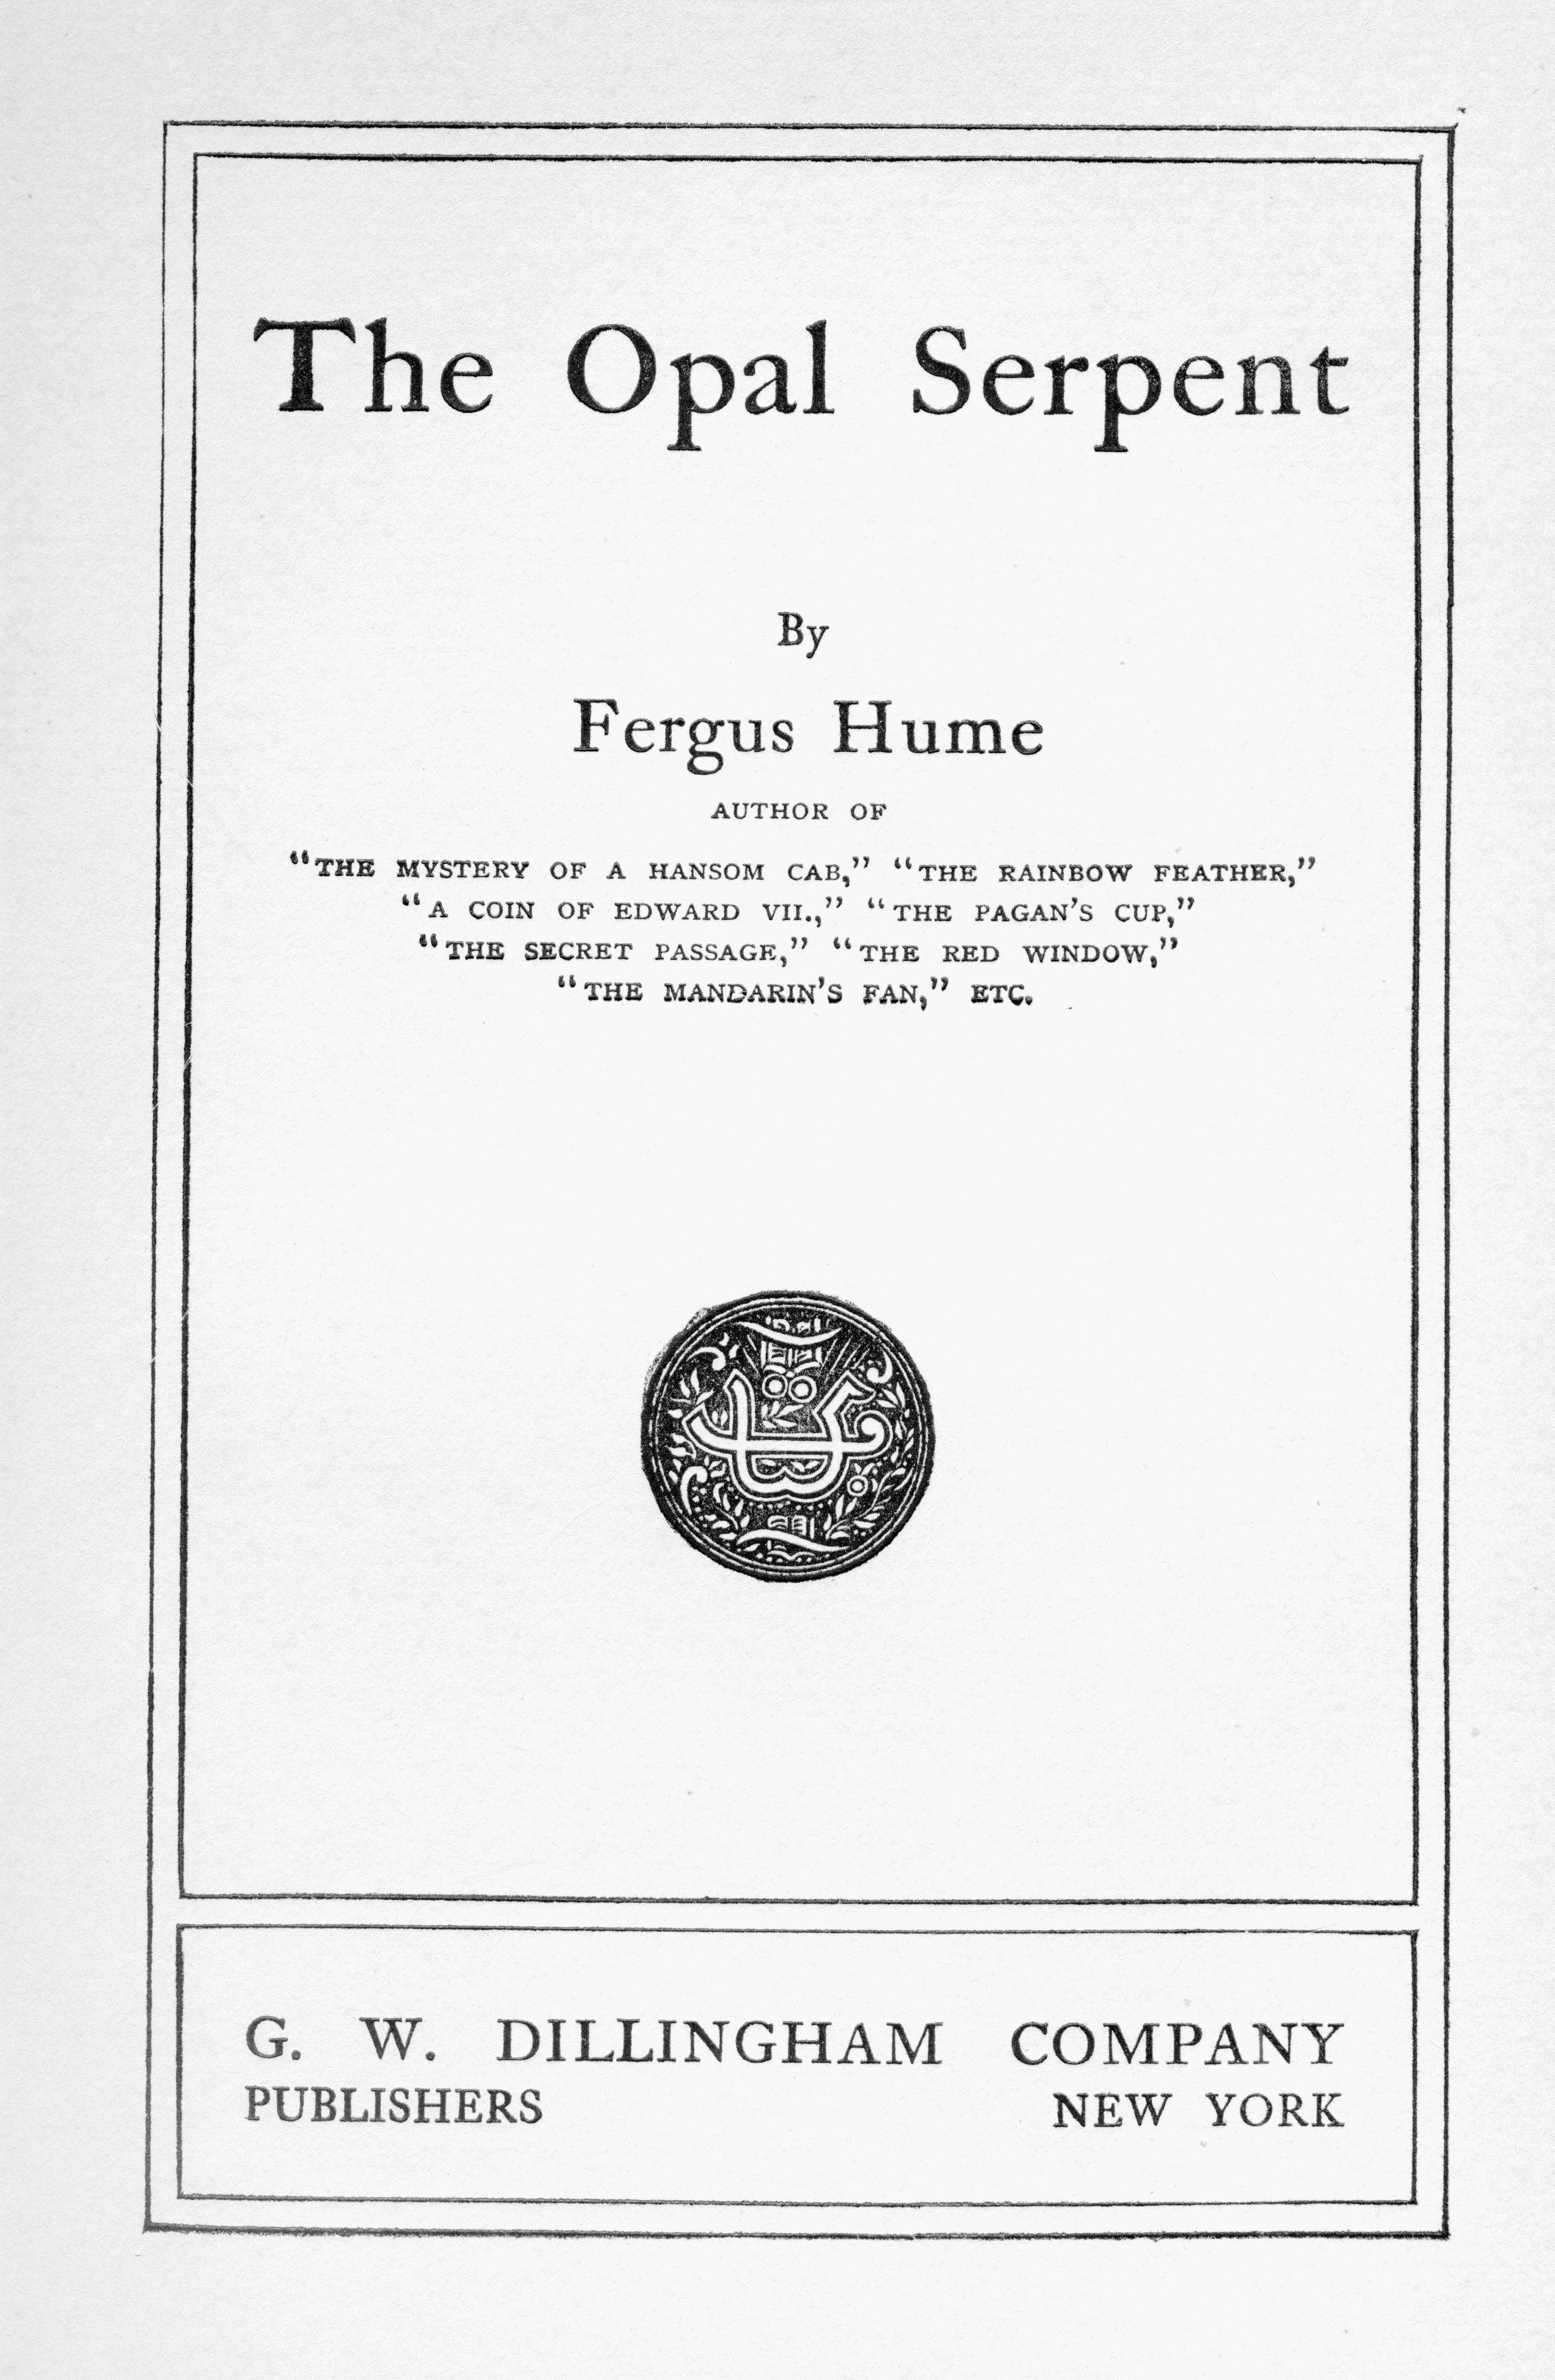 The Opal Serpent
By
Fergus Hume
AUTHOR OF
“THE MYSTERY OF A HANSOM CAB,” “THE RAINBOW FEATHER,”
“A COIN OF EDWARD VII.,” “THE PAGAN’S CUP,”
“THE SECRET PASSAGE,” “THE RED WINDOW,”
“THE MANDARIN’S FAN,” ETC.
G. W. DILLINGHAM COMPANY
PUBLISHERS NEW YORK